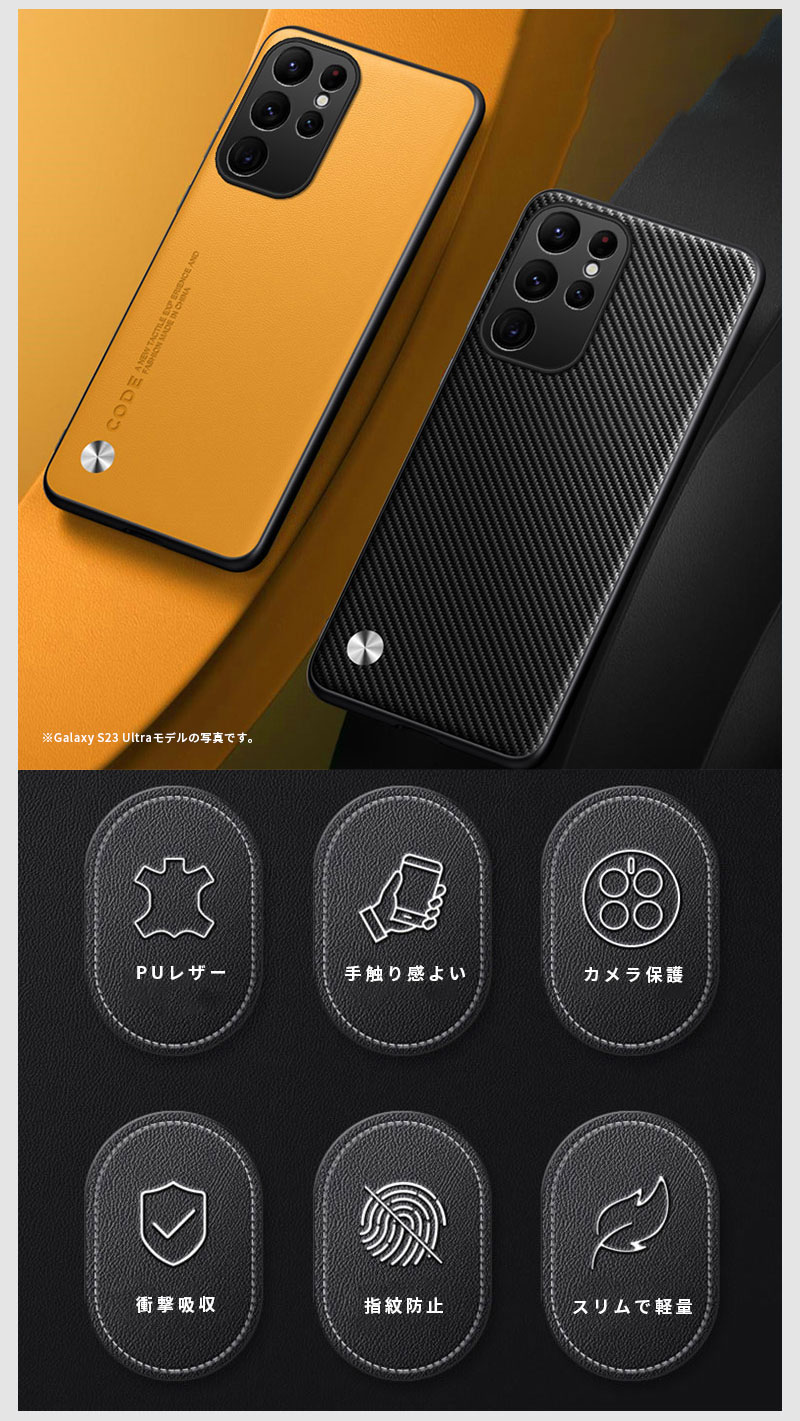 CODE
A NEW TACTILE EXPERIENCE AND
FASHION MADE IN CHINA
※Galaxy S23 Ultraモデルの写真です。
PUレザー
手触り感よい
カメラ保護
衝撃吸収
指紋防止
スリムで軽量